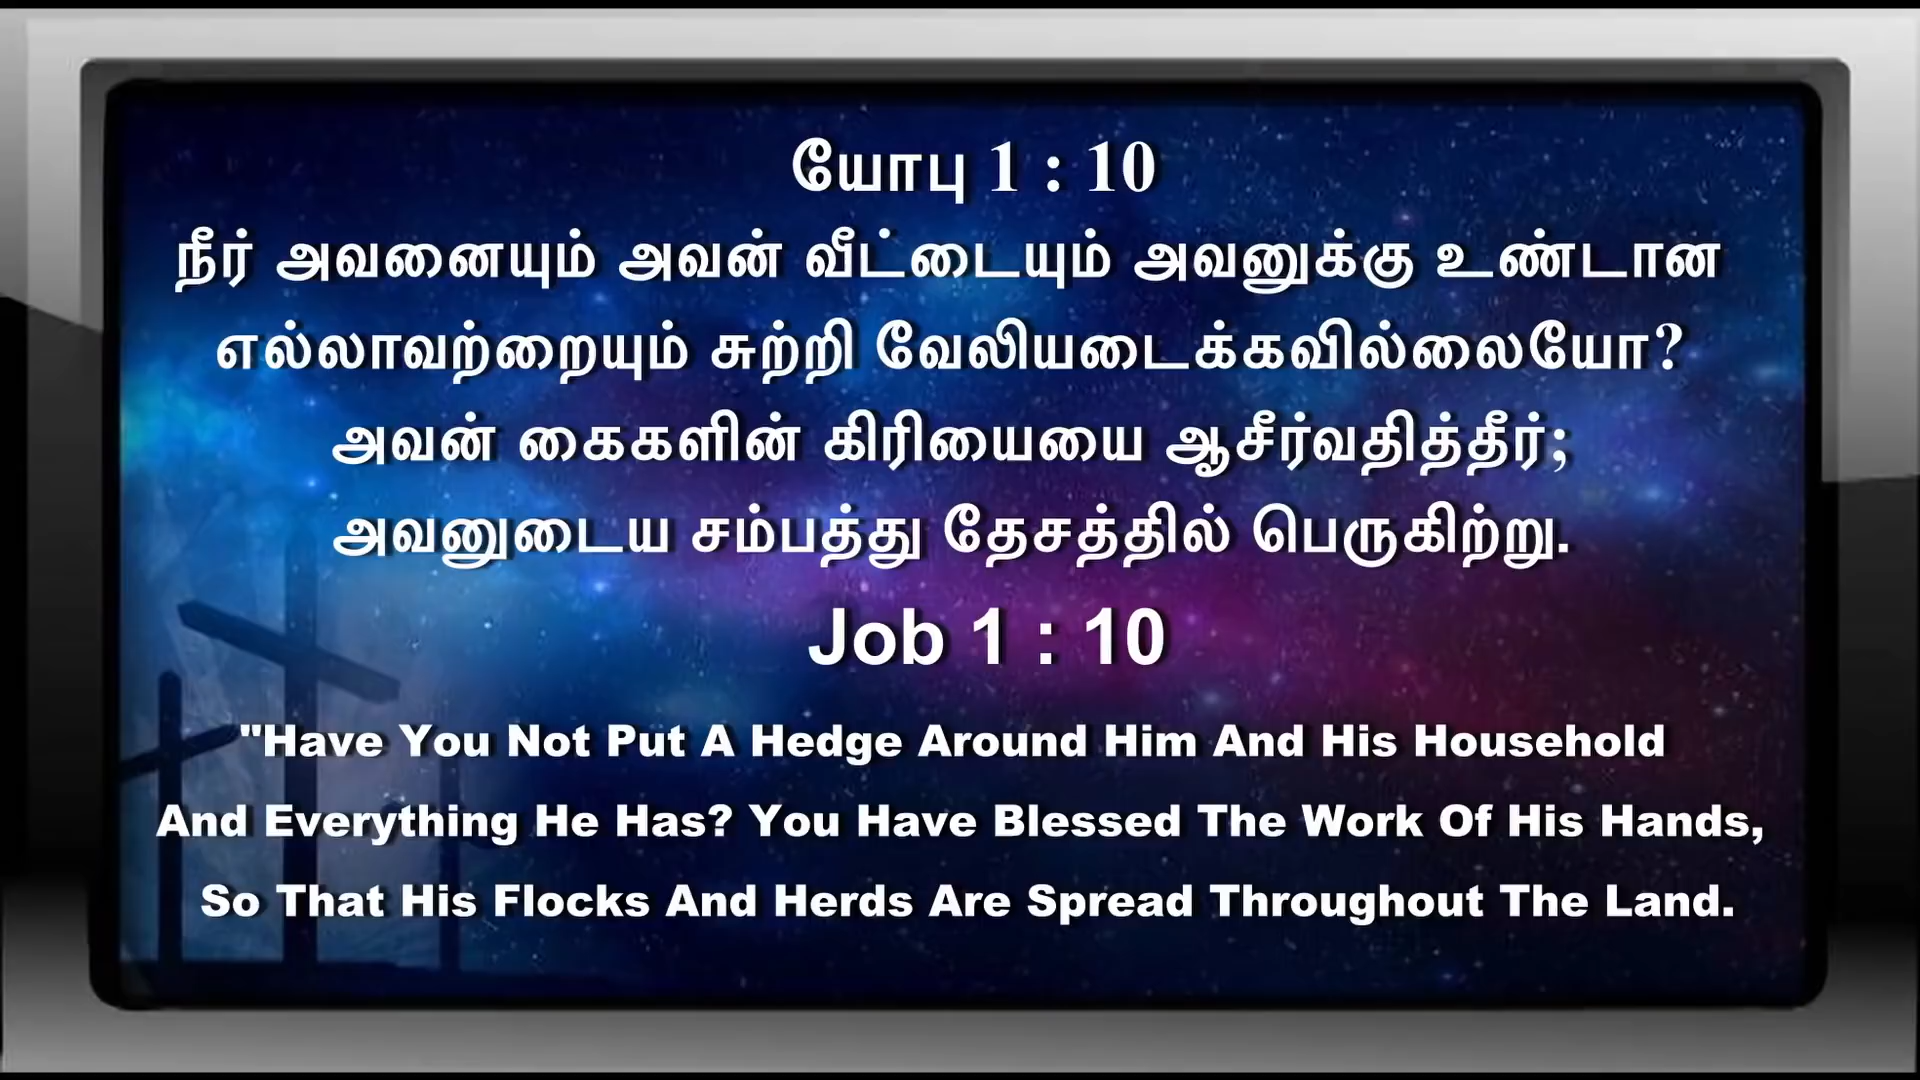 யோபு 1 : 10
நீர் அவனையும் அவன் வீட்டையும் அவனுக்கு உண்டான
எல்லாவற்றையும் சுற்றி வேலியடைக்கவில்லையோ?
அவன் கைகளின் கிரியையை ஆசீர்வதித்தீர்;
அவனுடைய சம்பத்து தேசத்தில் பெருகிற்று.
Job 1 : 10
"Have You Not Put A Hedge Around Him And His Household
And Everything He Has? You Have Blessed The Work Of His Hands,
So That His Flocks And Herds Are Spread Throughout The Land.